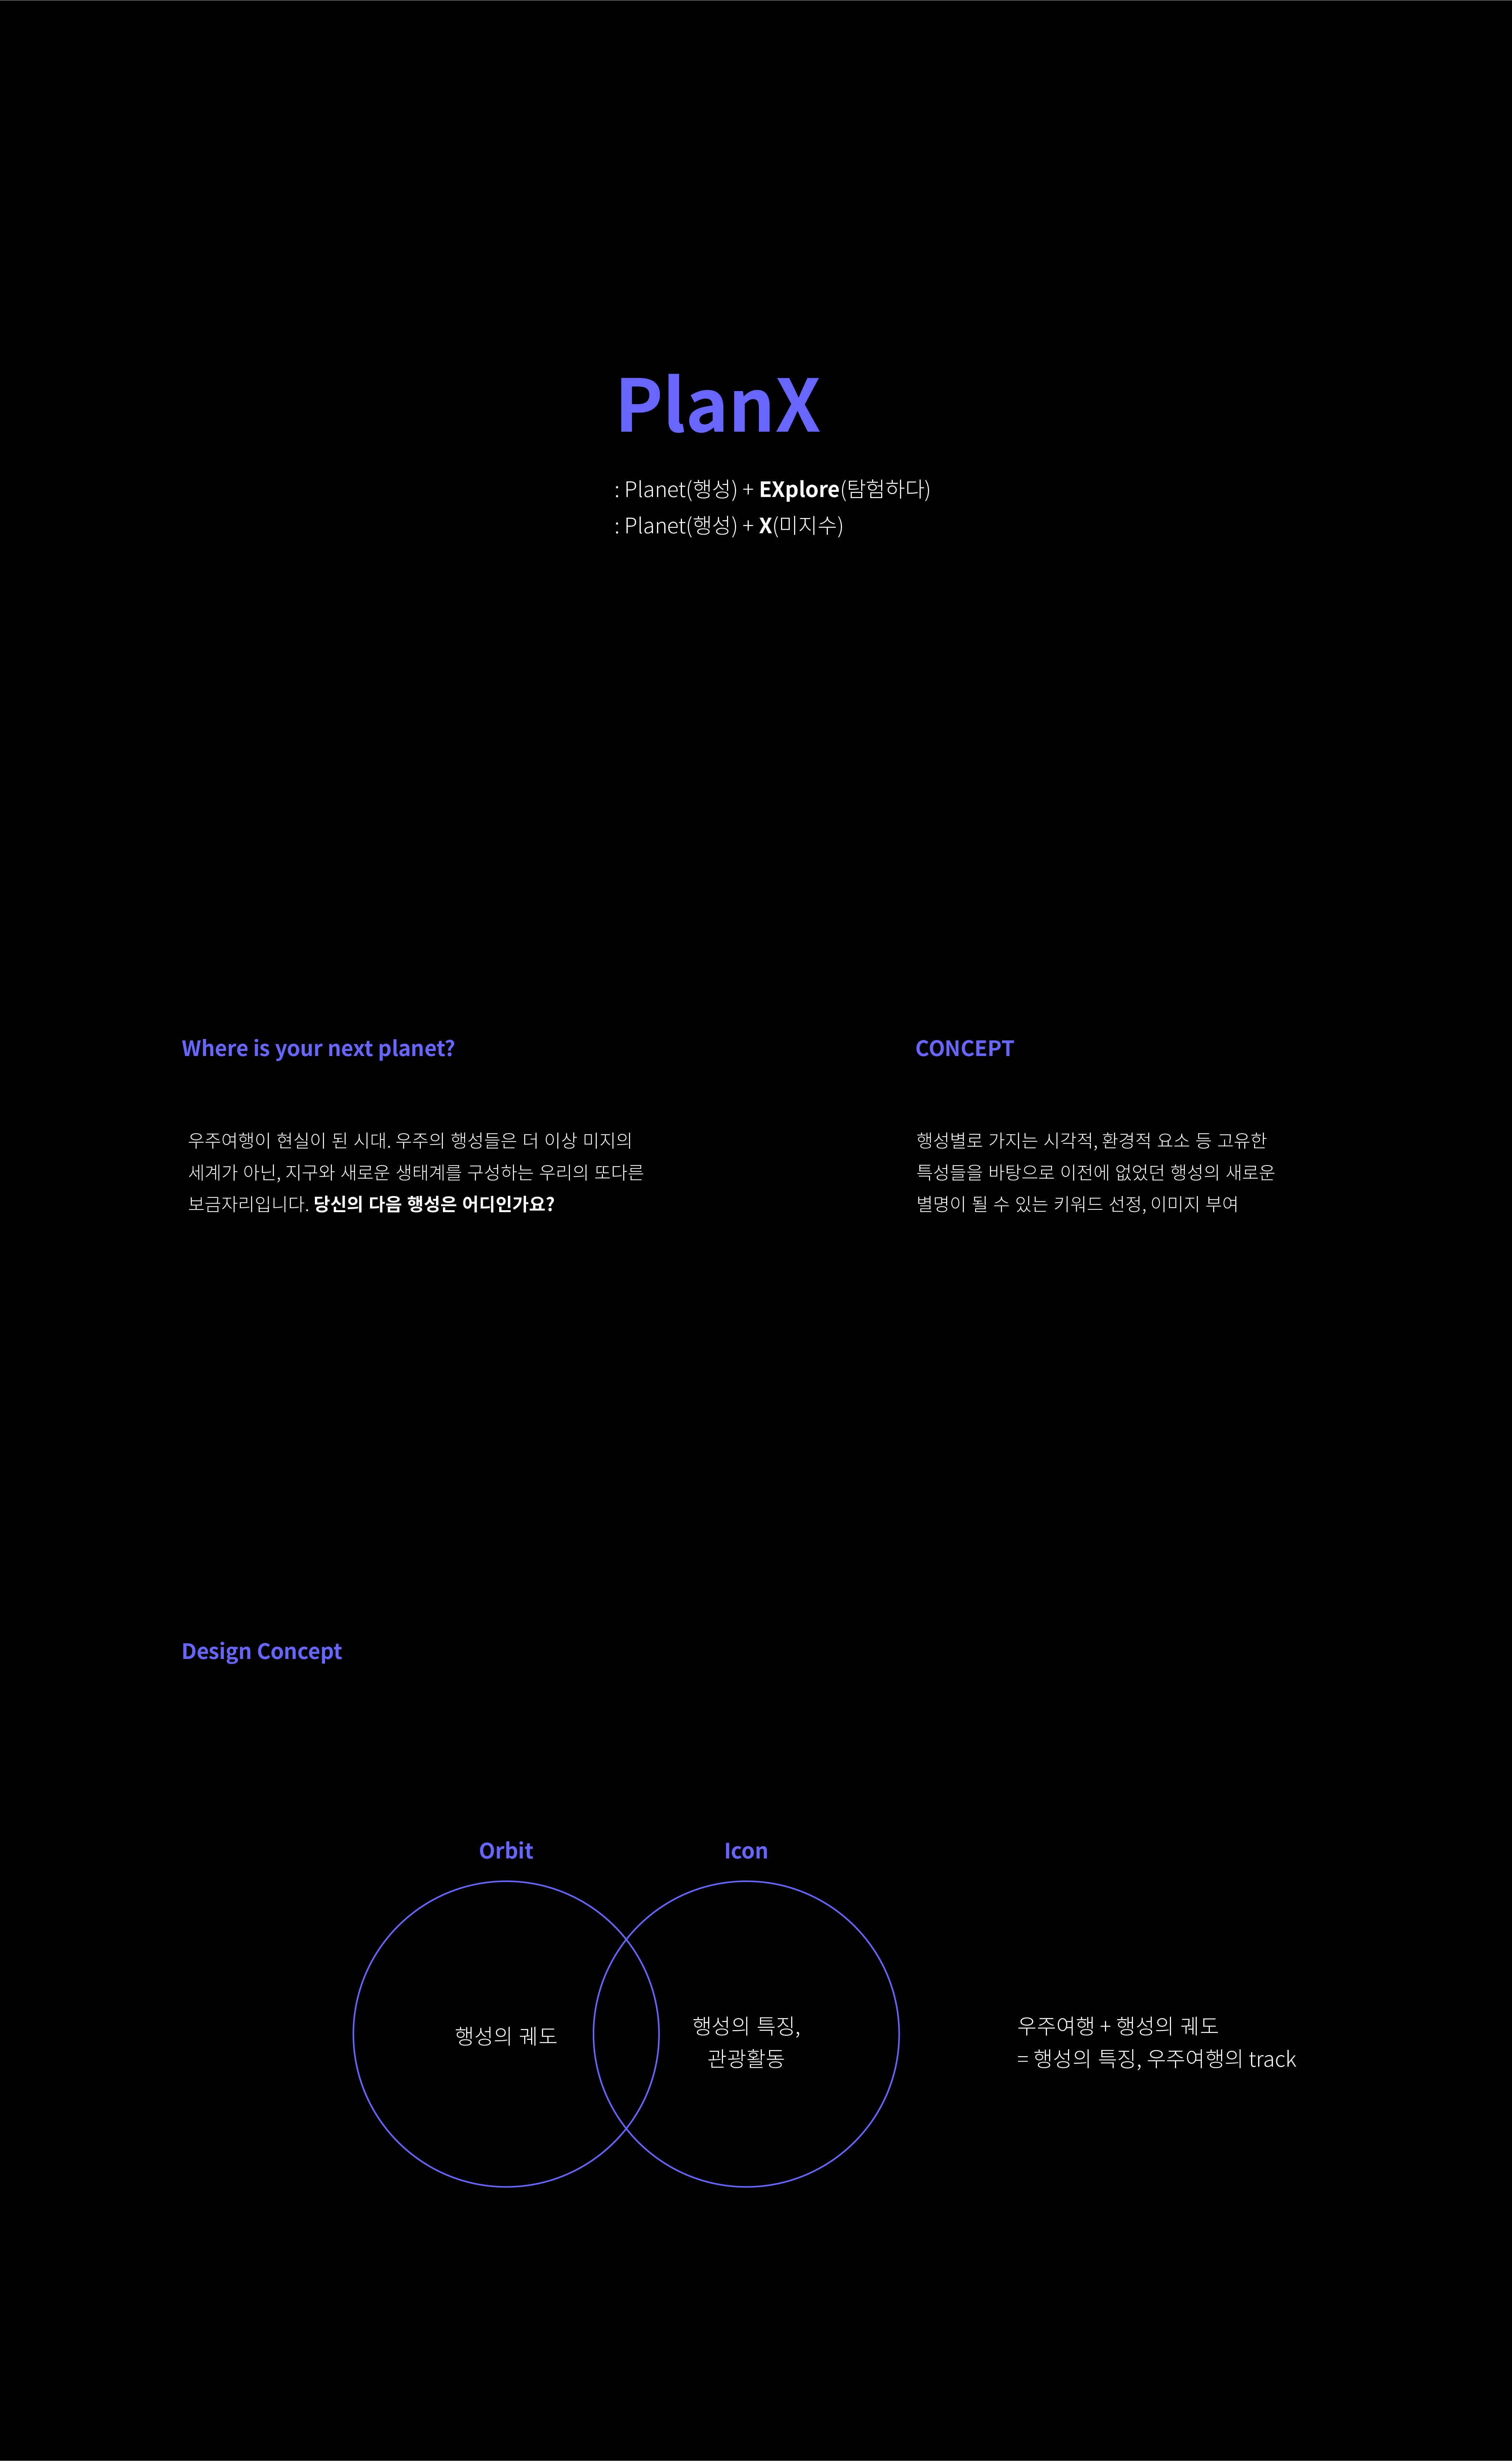 PlanX
: Planet(행성) + EXplore(탐험하다)
: Planet(행성) + X(미지수)
Where is your next planet?
우주여행이 현실이 된 시대. 우주의 행성들은 더 이상 미지의
세계가 아닌, 지구와 새로운 생태계를 구성하는 우리의 또다른
보금자리입니다. 당신의 다음 행성은 어디인가요?
CONCEPT
행성별로 가지는 시각적, 환경적 요소 등 고유한
특성들을 바탕으로 이전에 없었던 행성의 새로운
별명이 될 수 있는 키워드 선정, 이미지 부여
Design Concept
Orbit
행성의 궤도
Icon
행성의 특징,
관광활동
우주여행 + 행성의 궤도
= 행성의 특징, 우주여행의 track